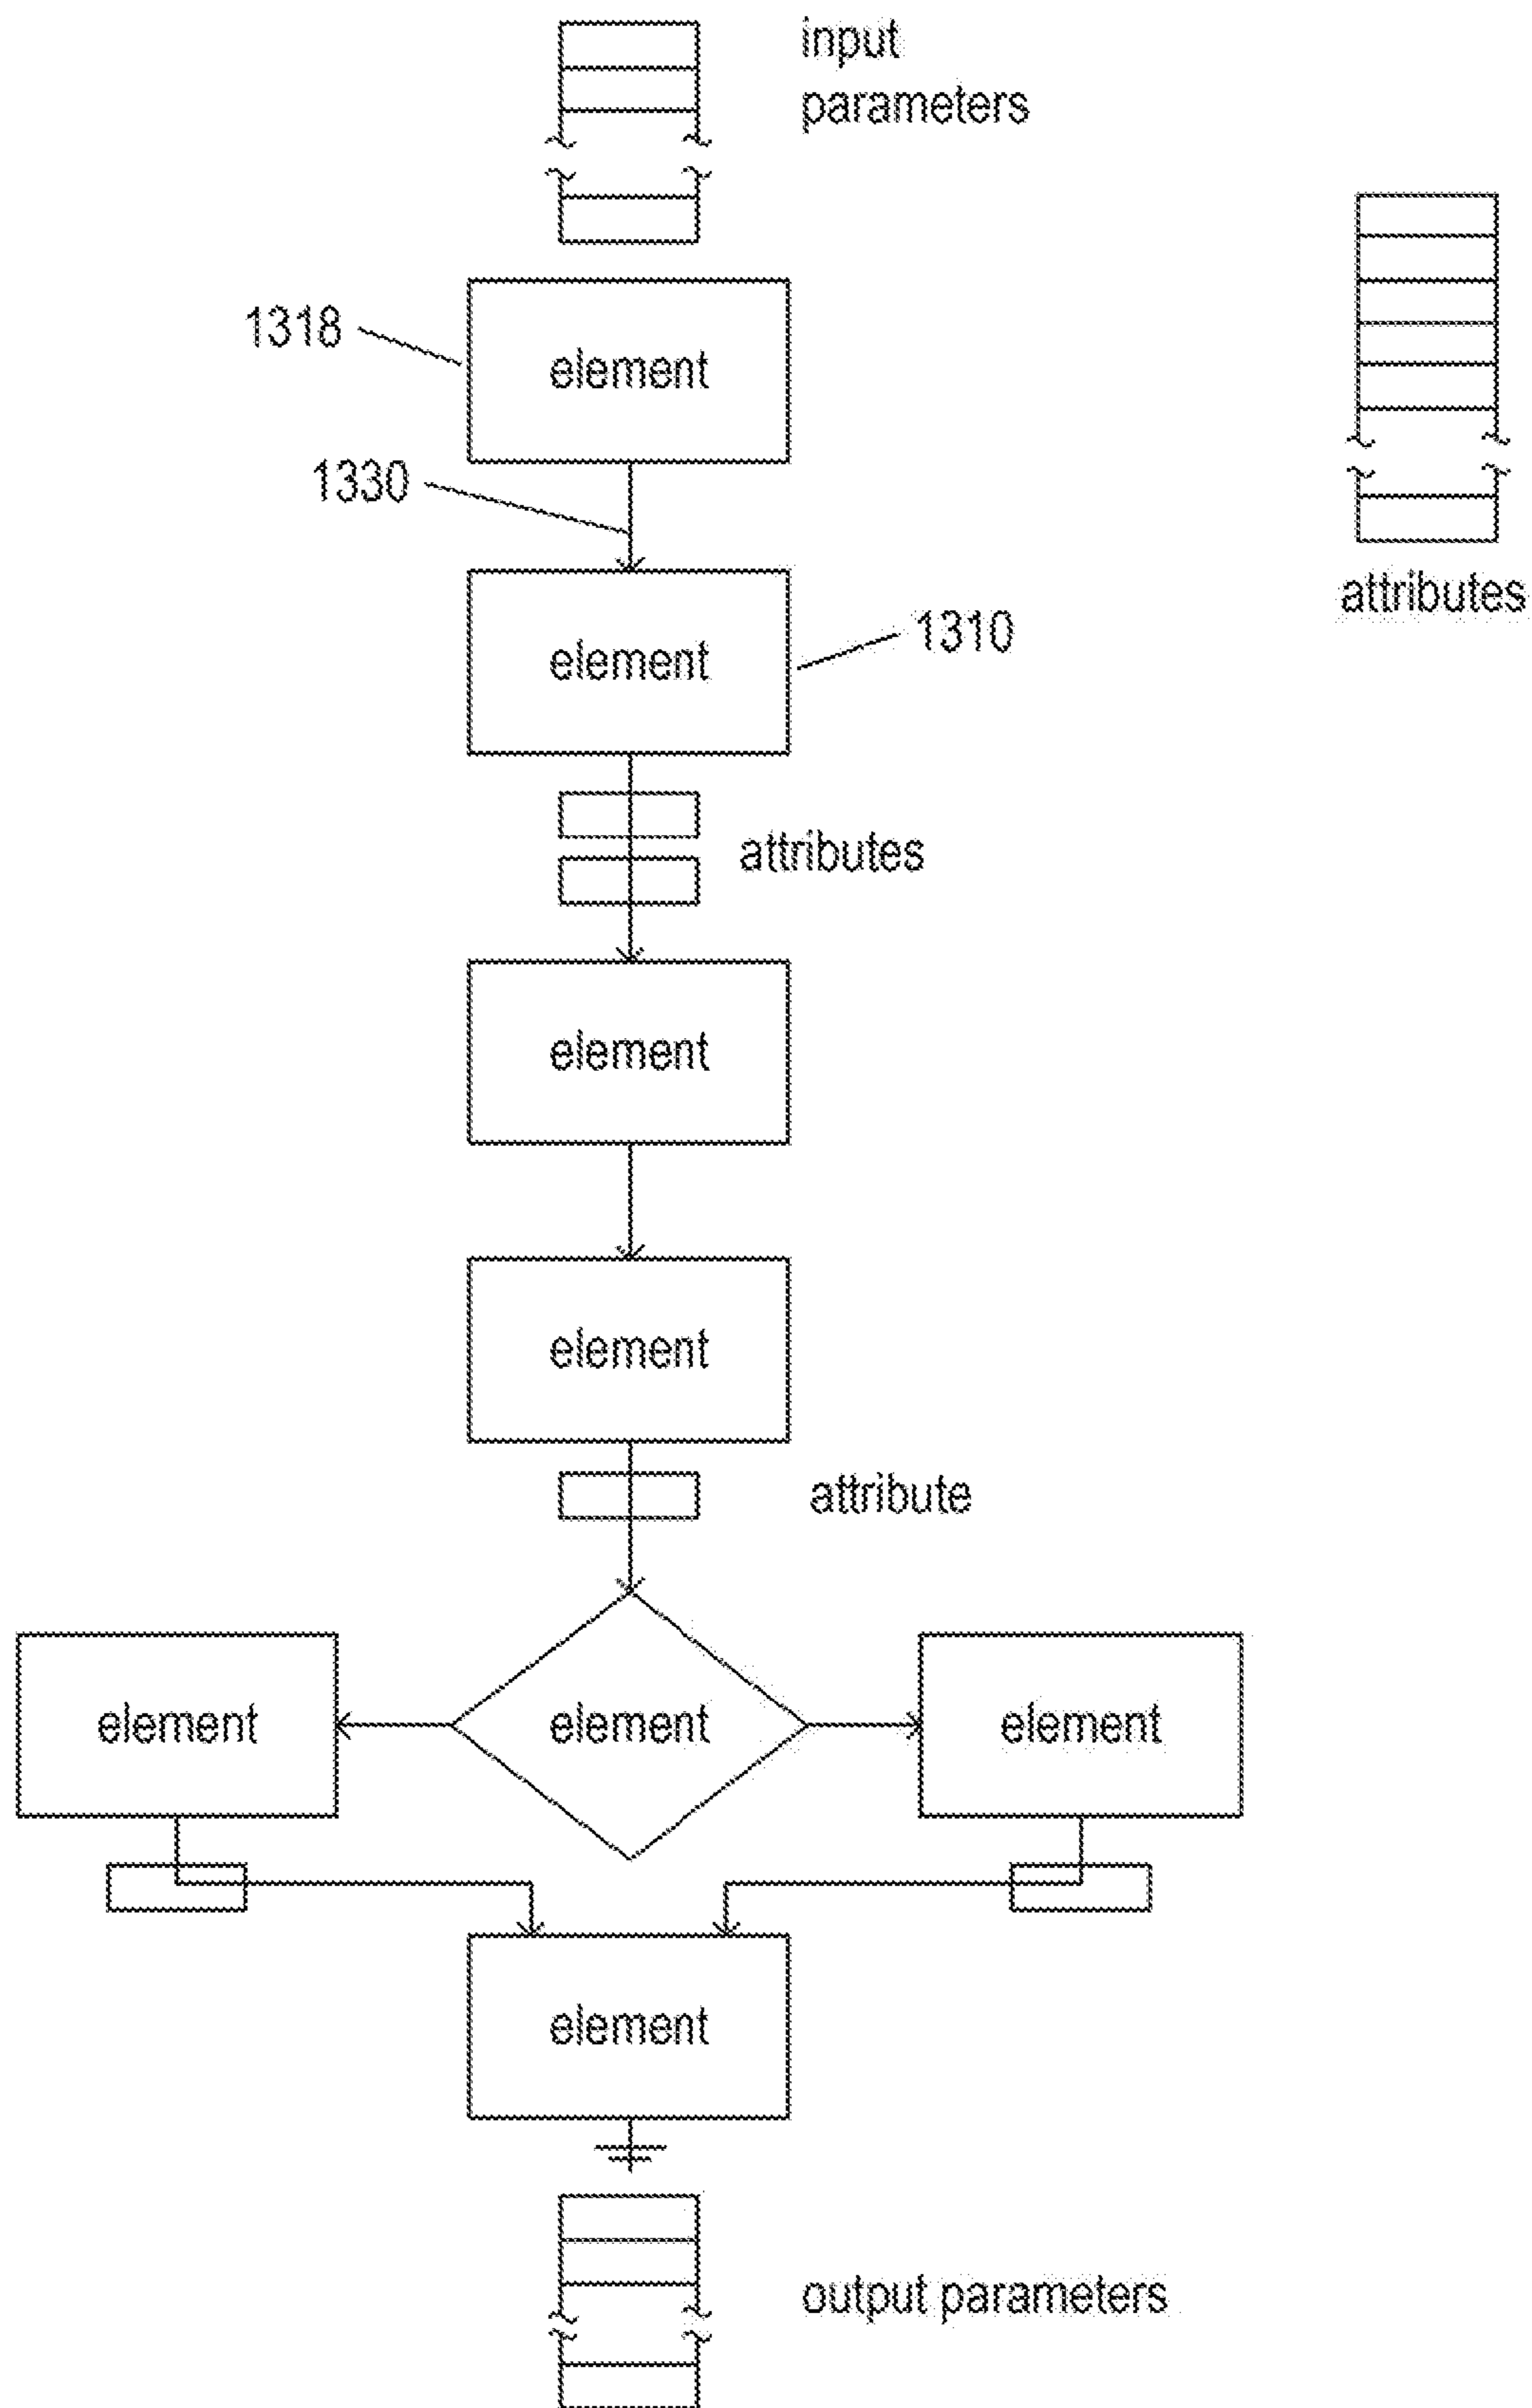 input
parameters
1318
element
1330
attributes
element
1310
attributes
element
element
attribute
element
element
element
element
output parameters